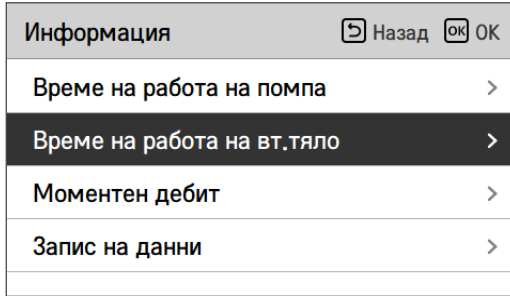 Информация Назад OK OK
Време на работа на помпа
Време на работа на вт.тяло
Моментен дебит
Запис на данни